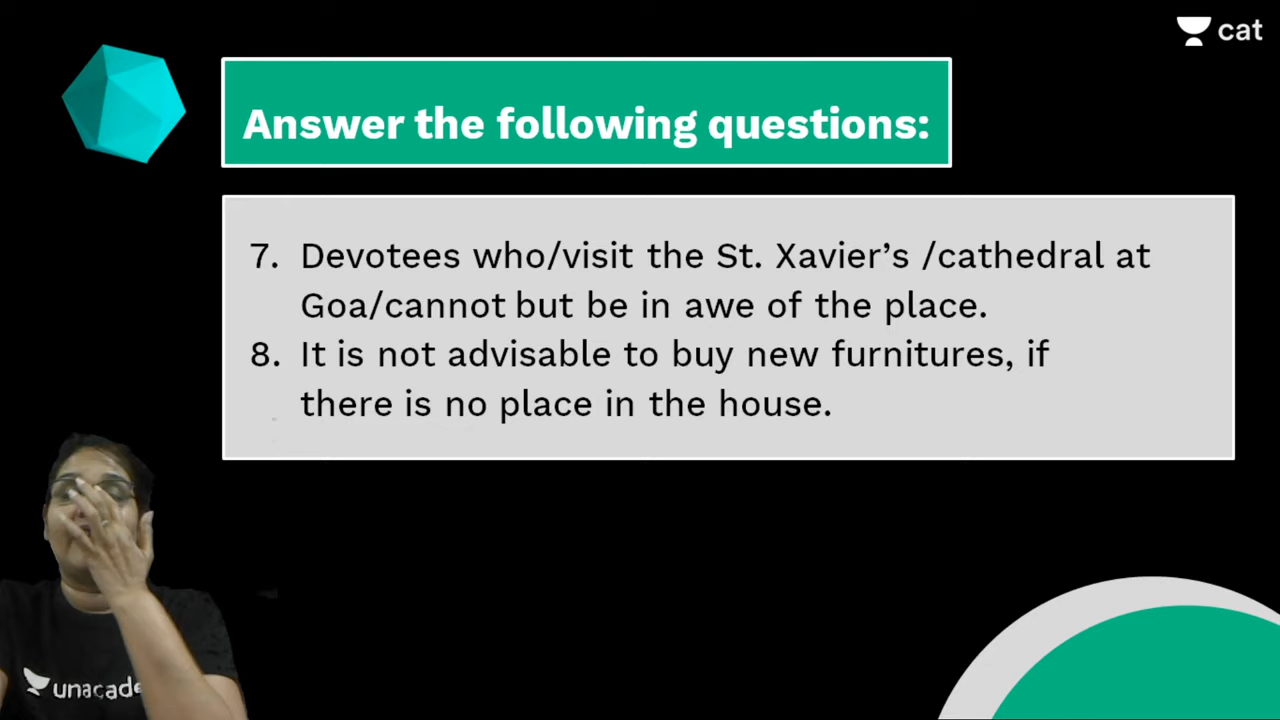 cat
Answer the following questions:
7. Devotees who/visit the St. Xavier's /cathedral at
Goa/cannot but be in awe of the place.
8. It is not advisable to buy new furnitures, if
there is no place in the house.
unacade